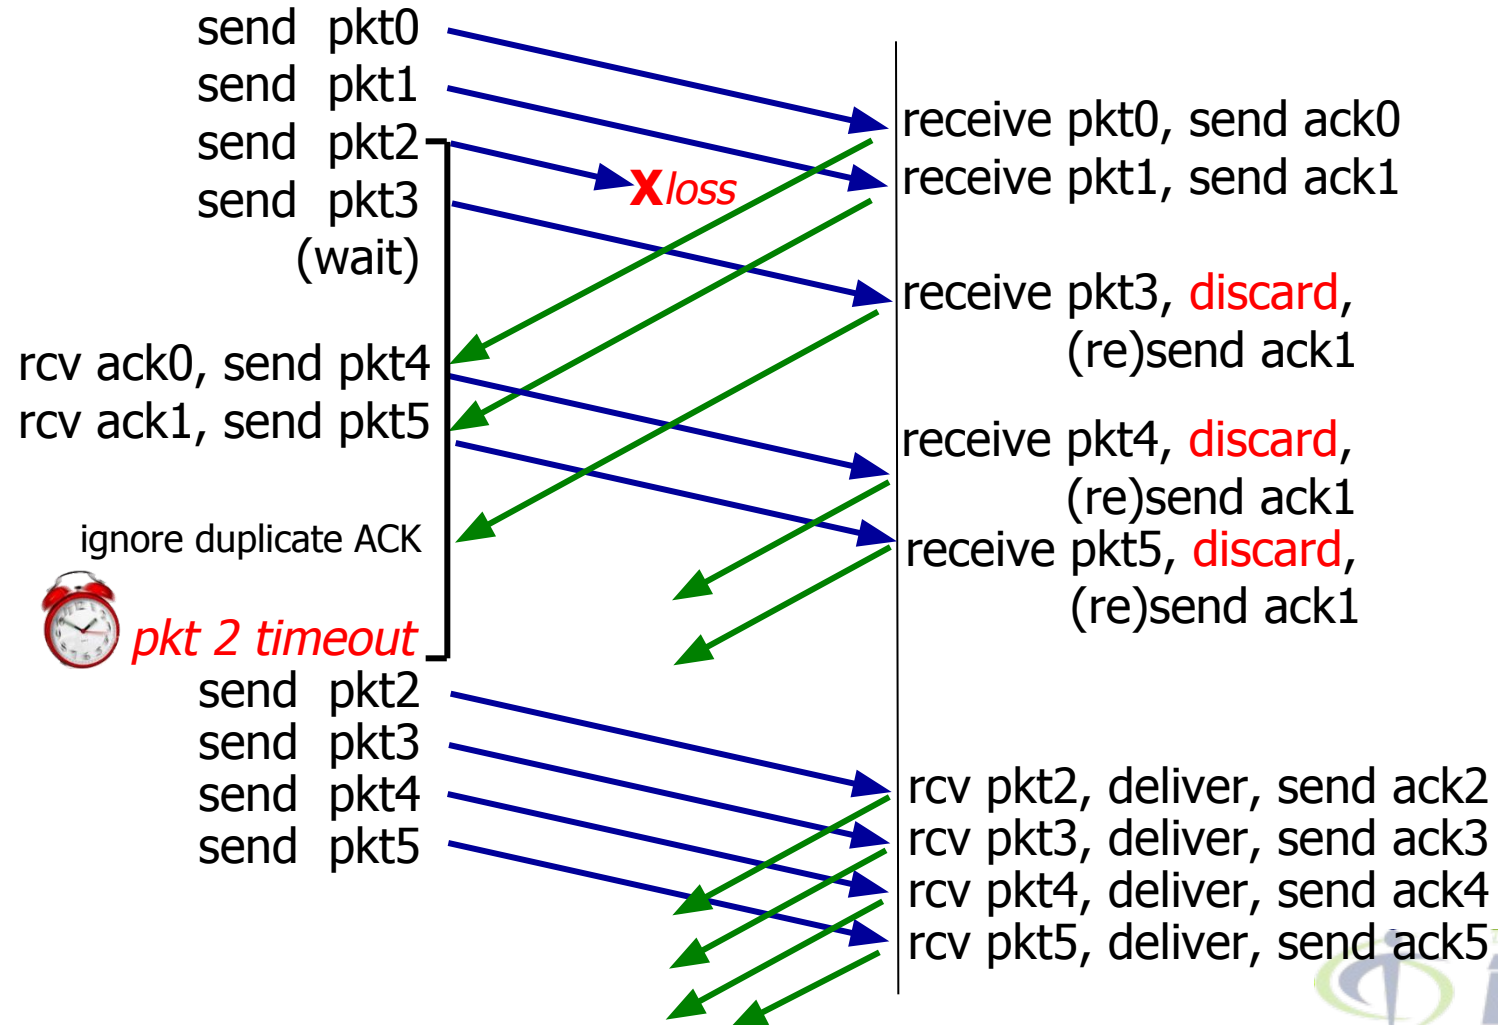 send pkt0
send pkt1
send pkt2
send pkt3
(wait)
Xloss
receive pkt0, send ack0
receive pkt1, send ack1
receive pkt3, discard,
(re)send ack1
rcv ack0, send pkt4
rcv ack1, send pkt5
receive pkt4, discard,
(re)send ack1
receive pkt5, discard,
(re)send ack1
ignore duplicate ACK
pkt 2 timeout
send pkt2
send pkt3
send pkt4
send pkt5
rcv pkt2, deliver, send ack2
rcv pkt3, deliver, send ack3
rcv pkt4, deliver, send ack4
rcv pkt5, deliver, send ack5